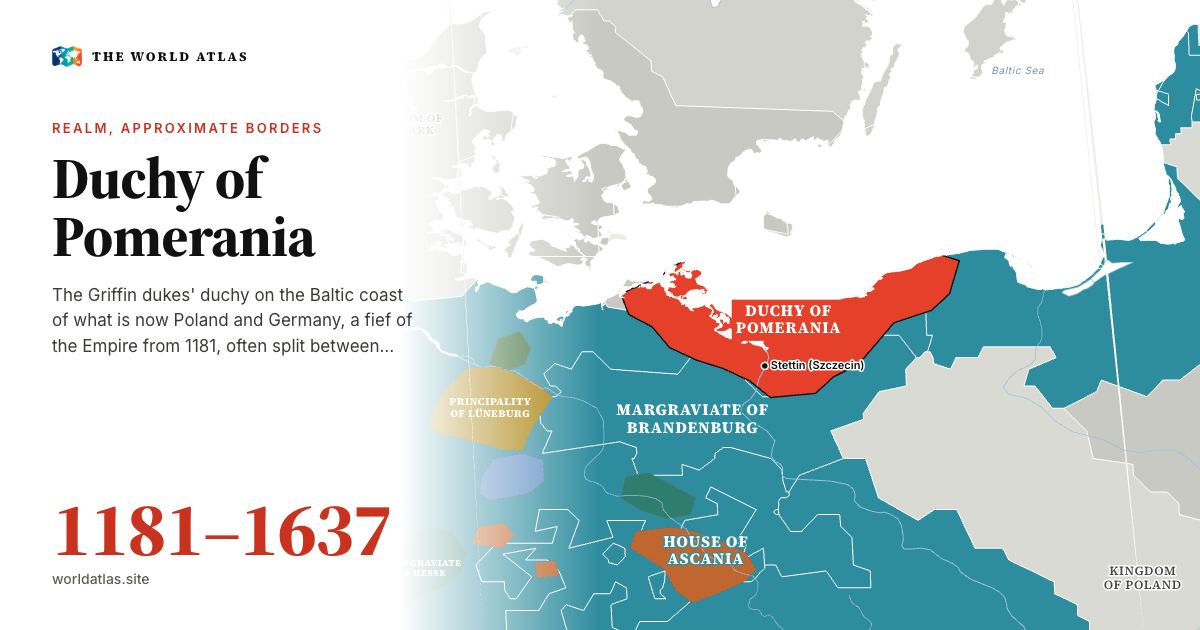 THE WORLD ATLAS
REALM, APPROXIMATE BORDERS
Duchy of
Pomerania
The Griffin dukes' duchy on the Baltic coast
of what is now Poland and Germany, a fief of
the Empire from 1181, often split between...
1181–1637
worldatlas.site
Baltic Sea
DUCHY OF
POMERANIA
Stettin (Szczecin)
PRINCIPALITY
OF LÜNEBURG
MARGRAVIATE OF
BRANDENBURG
HOUSE OF
ASCANIA
HESSE
KINGDOM
OF POLAND